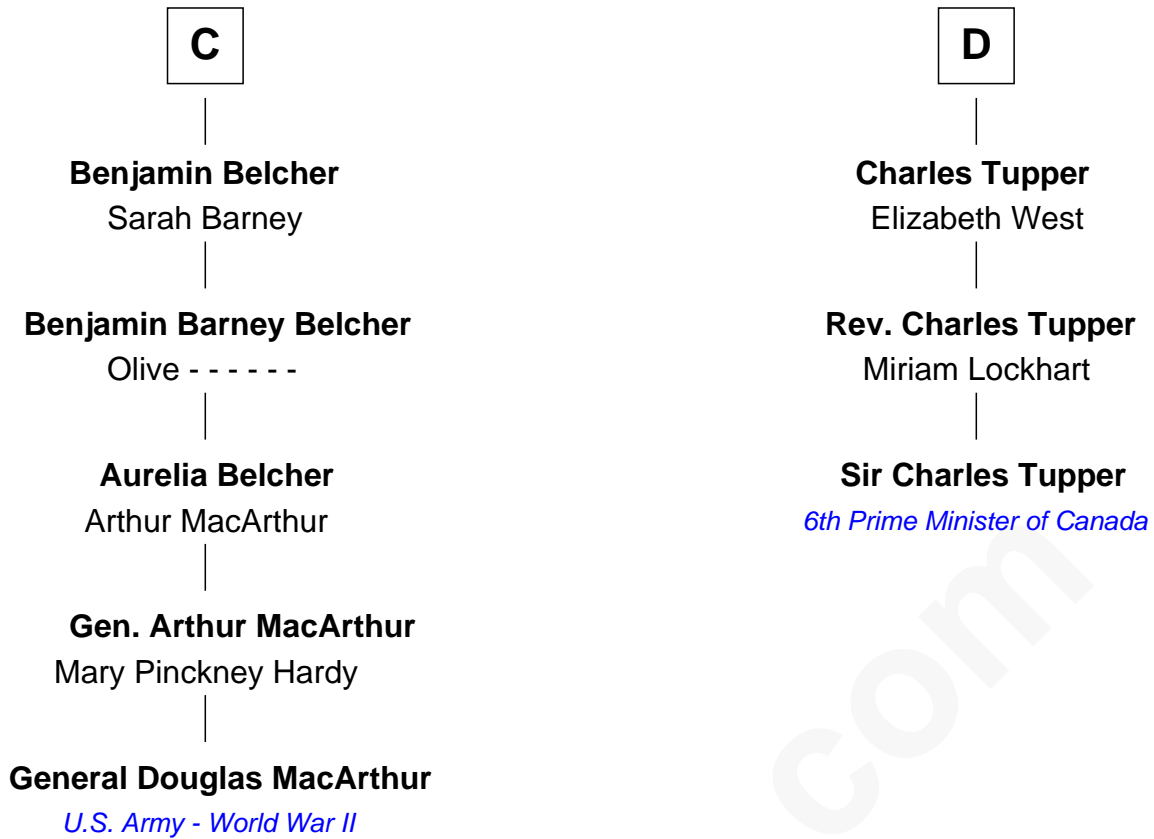 C
Benjamin Belcher
Sarah Barney
Benjamin Barney Belcher
Olive - - - - - -
Aurelia Belcher
Arthur MacArthur
Gen. Arthur MacArthur
Mary Pinckney Hardy
General Douglas MacArthur
U.S. Army - World War II
D
Charles Tupper
Elizabeth West
Rev. Charles Tupper
Miriam Lockhart
Sir Charles Tupper
6th Prime Minister of Canada
com